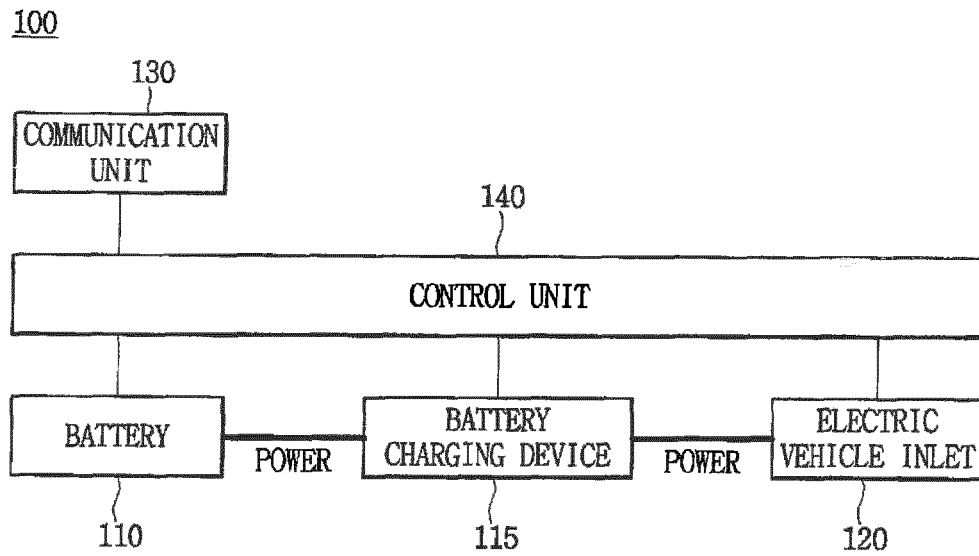 100
130
COMMUNICATION
UNIT
140
CONTROL UNIT
BATTERY
POWER
BATTERY
CHARGING DEVICE
POWER
ELECTRIC
VEHICLE INLET
110
115
120